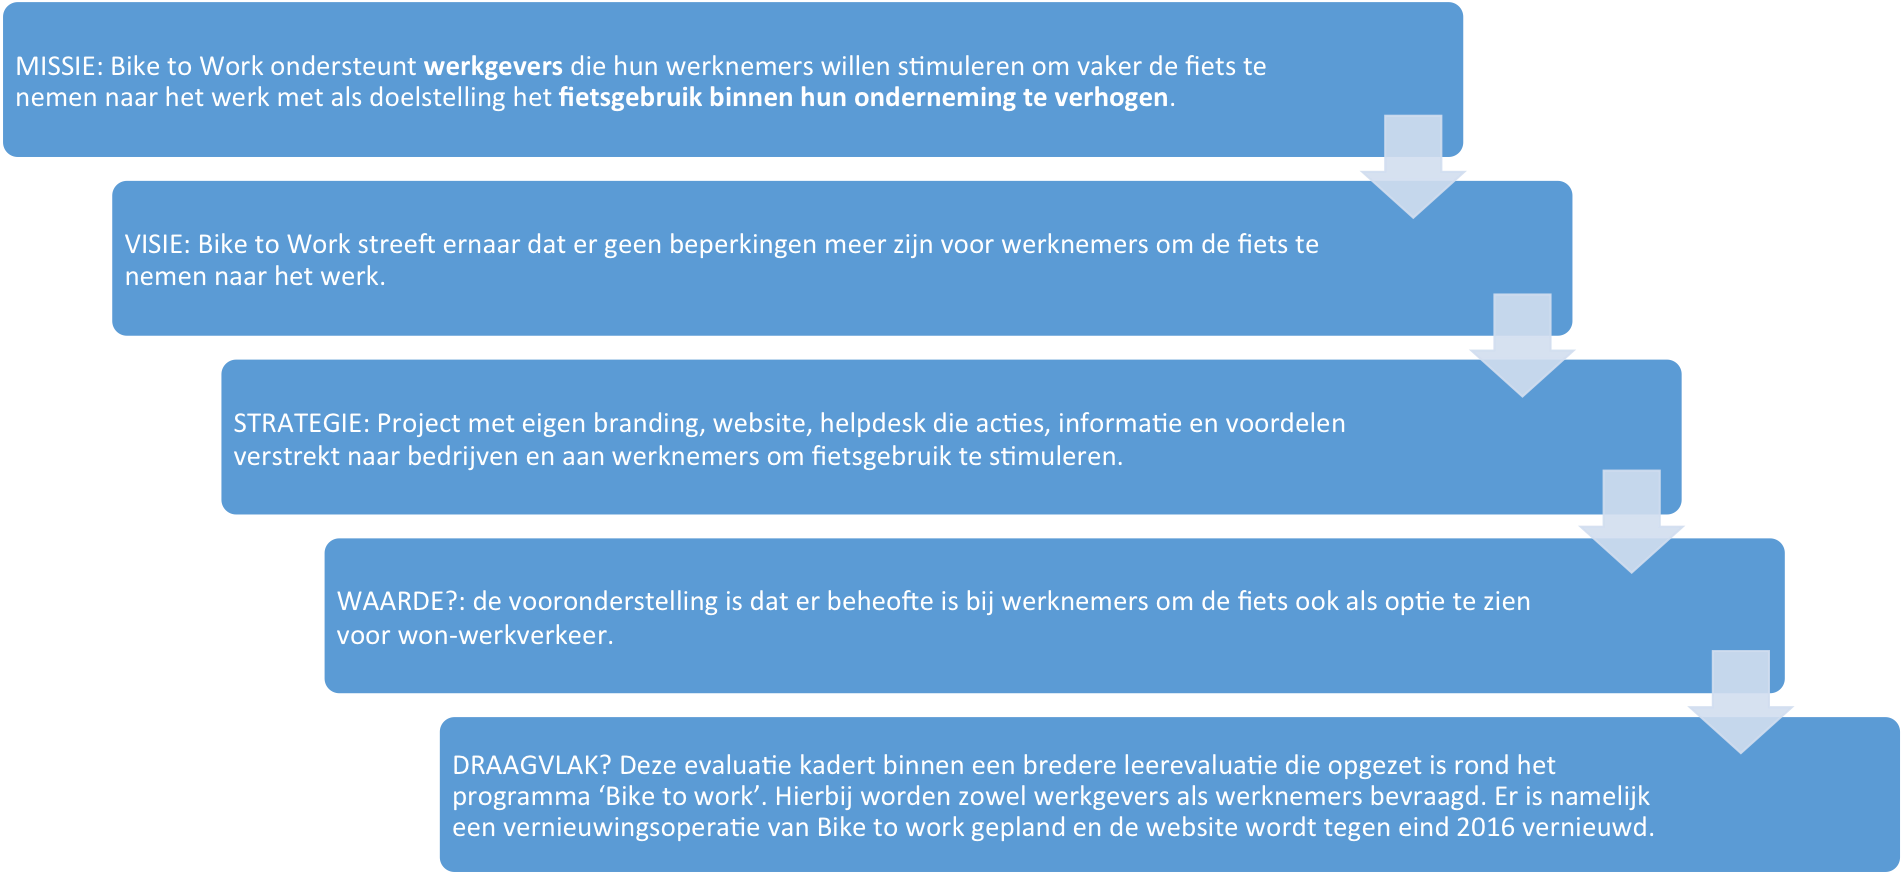 MISSIE: Bike to Work ondersteunt werkgevers die hun werknemers willen stimuleren om vaker de fiets te
nemen naar het werk met als doelstelling het fietsgebruik binnen hun onderneming te verhogen.
VISIE: Bike to Work streeft ernaar dat er geen beperkingen meer zijn voor werknemers om de fiets te
nemen naar het werk.
STRATEGIE: Project met eigen branding, website, helpdesk die acties, informatie en voordelen
verstrekt naar bedrijven en aan werknemers om fietsgebruik te stimuleren.
WAARDE?: de vooronderstelling is dat er beheofte is bij werknemers om de fiets ook als optie te zien
voor won-werkverkeer.
DRAAGVLAK? Deze evaluatie kadert binnen een bredere leerevaluatie die opgezet is rond het
programma ‘Bike to work’. Hierbij worden zowel werkgevers als werknemers bevraagd. Er is namelijk
een vernieuwingsoperatie van Bike to work gepland en de website wordt tegen eind 2016 vernieuwd.